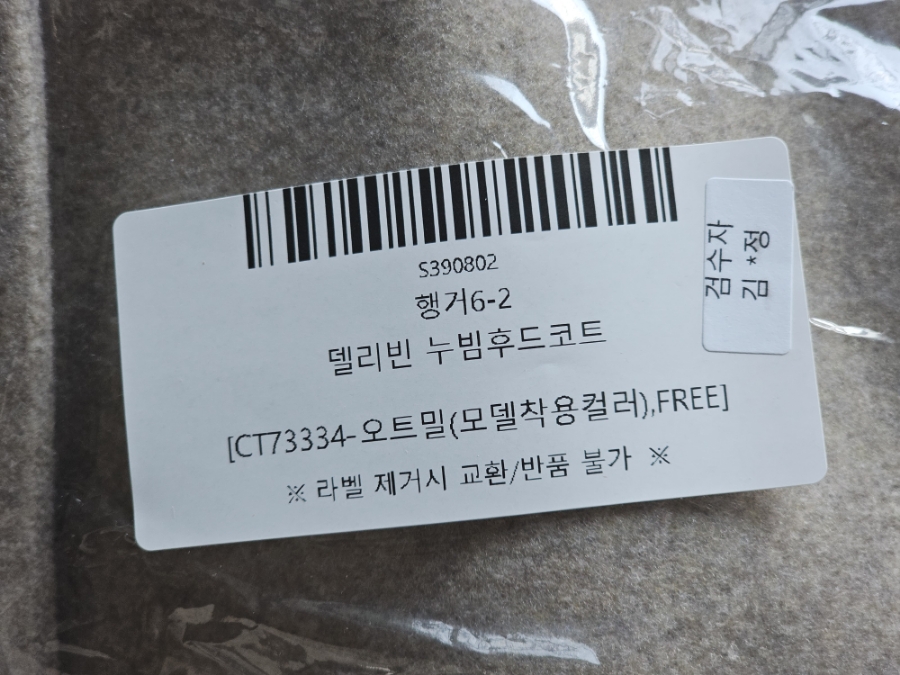 S390802
행거6-2
델리빈 누빔후드코트
[CT73334-오트밀(모델착용컬러),FREE]
※ 라벨 제거시 교환/반품 불가 ※
검수자
김*정